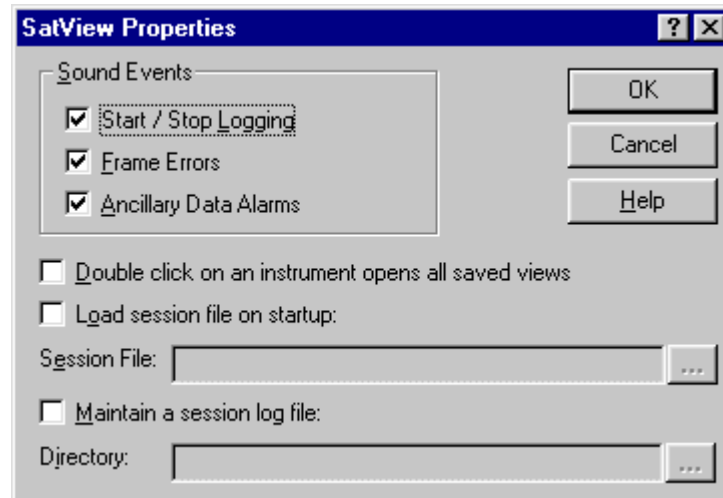 SatView Properties
Sound Events
Start / Stop Logging
Frame Errors
Ancillary Data Alarms
OK
Cancel
Help
Double click on an instrument opens all saved views
Load session file on startup:
Session File:
...
Maintain a session log file:
Directory:
...